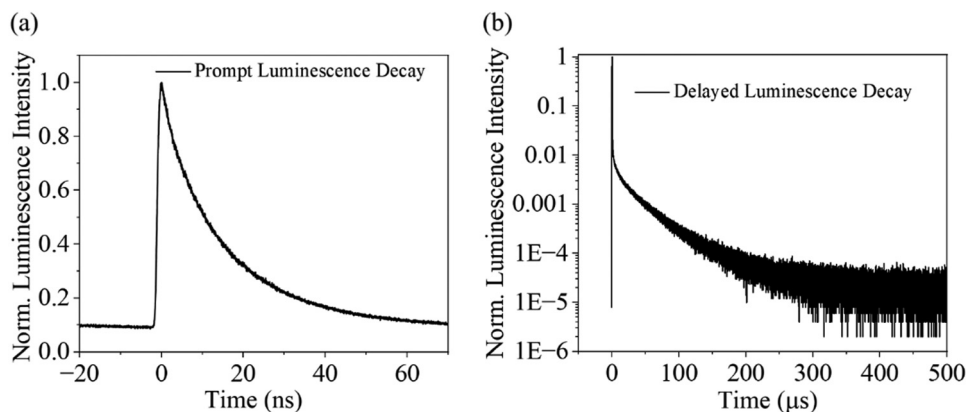 (a)
Prompt Luminescence Decay
Norm. Luminescence Intensity
1.0
0.8
0.6
0.4
0.2
0.0
−20 0 20 40 60
Time (ns)
(b)
Delayed Luminescence Decay
Norm. Luminescence Intensity
1
0.1
0.01
0.001
1E−4
1E−5
1E−6
0 100 200 300 400 500
Time (μs)